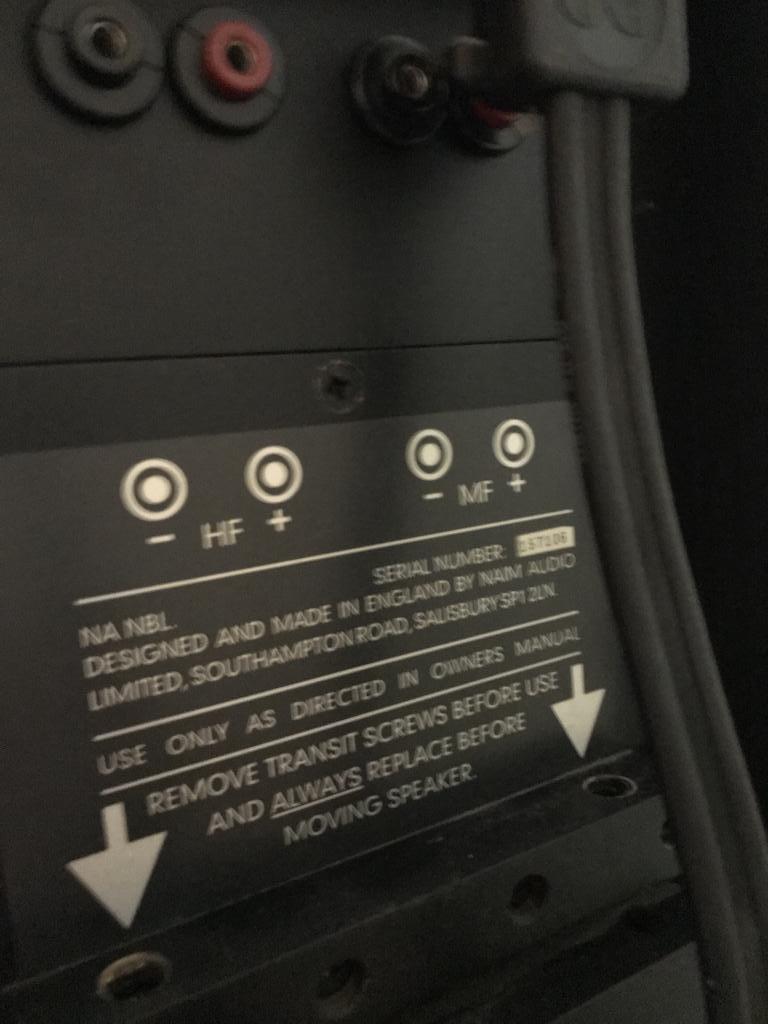 - HF +
- MF +
SERIAL NUMBER: 157106
NA NBL.
DESIGNED AND MADE IN ENGLAND BY NAIM AUDIO
LIMITED, SOUTHAMPTON ROAD, SALISBURY SP1 2LN.
USE ONLY AS DIRECTED IN OWNERS MANUAL
REMOVE TRANSIT SCREWS BEFORE USE
AND ALWAYS REPLACE BEFORE
MOVING SPEAKER.